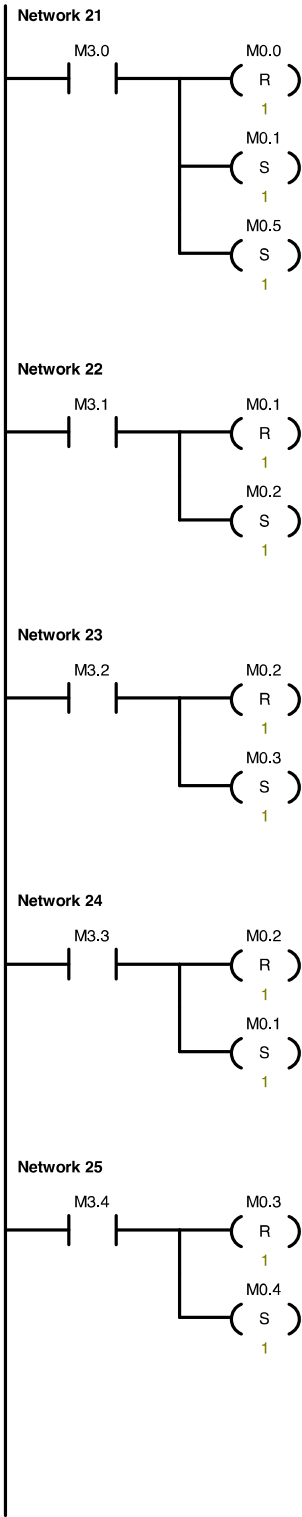 Network 21
M3.0 M0.0
R
1
M0.1
S
1
M0.5
S
1
Network 22
M3.1 M0.1
R
1
M0.2
S
1
Network 23
M3.2 M0.2
R
1
M0.3
S
1
Network 24
M3.3 M0.2
R
1
M0.1
S
1
Network 25
M3.4 M0.3
R
1
M0.4
S
1